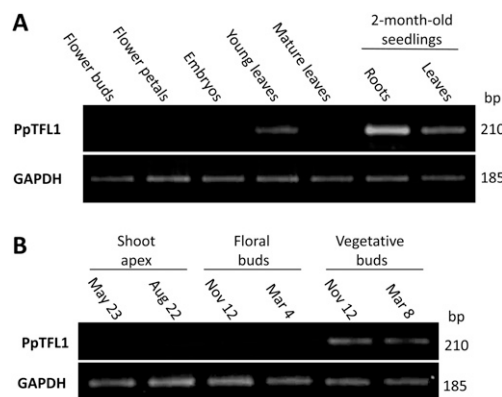 A
Flower buds
Flower petals
Embryos
Young leaves
Mature leaves
2-month-old
seedlings
Roots
Leaves
bp
PpTFL1
210
GAPDH
185
B
Shoot
apex
Floral
buds
Vegetative
buds
May 23
Aug 22
Nov 12
Mar 4
Nov 12
Mar 8
bp
PpTFL1
210
GAPDH
185